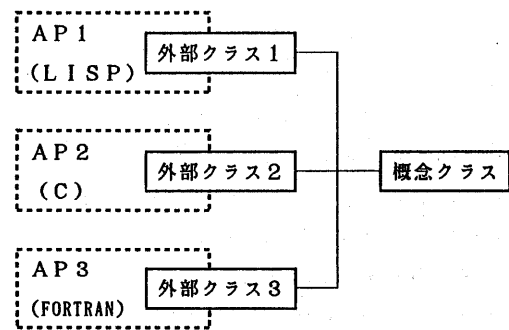 AP1
(LISP)
外部クラス1
AP2
(C)
外部クラス2
概念クラス
AP3
(FORTRAN)
外部クラス3